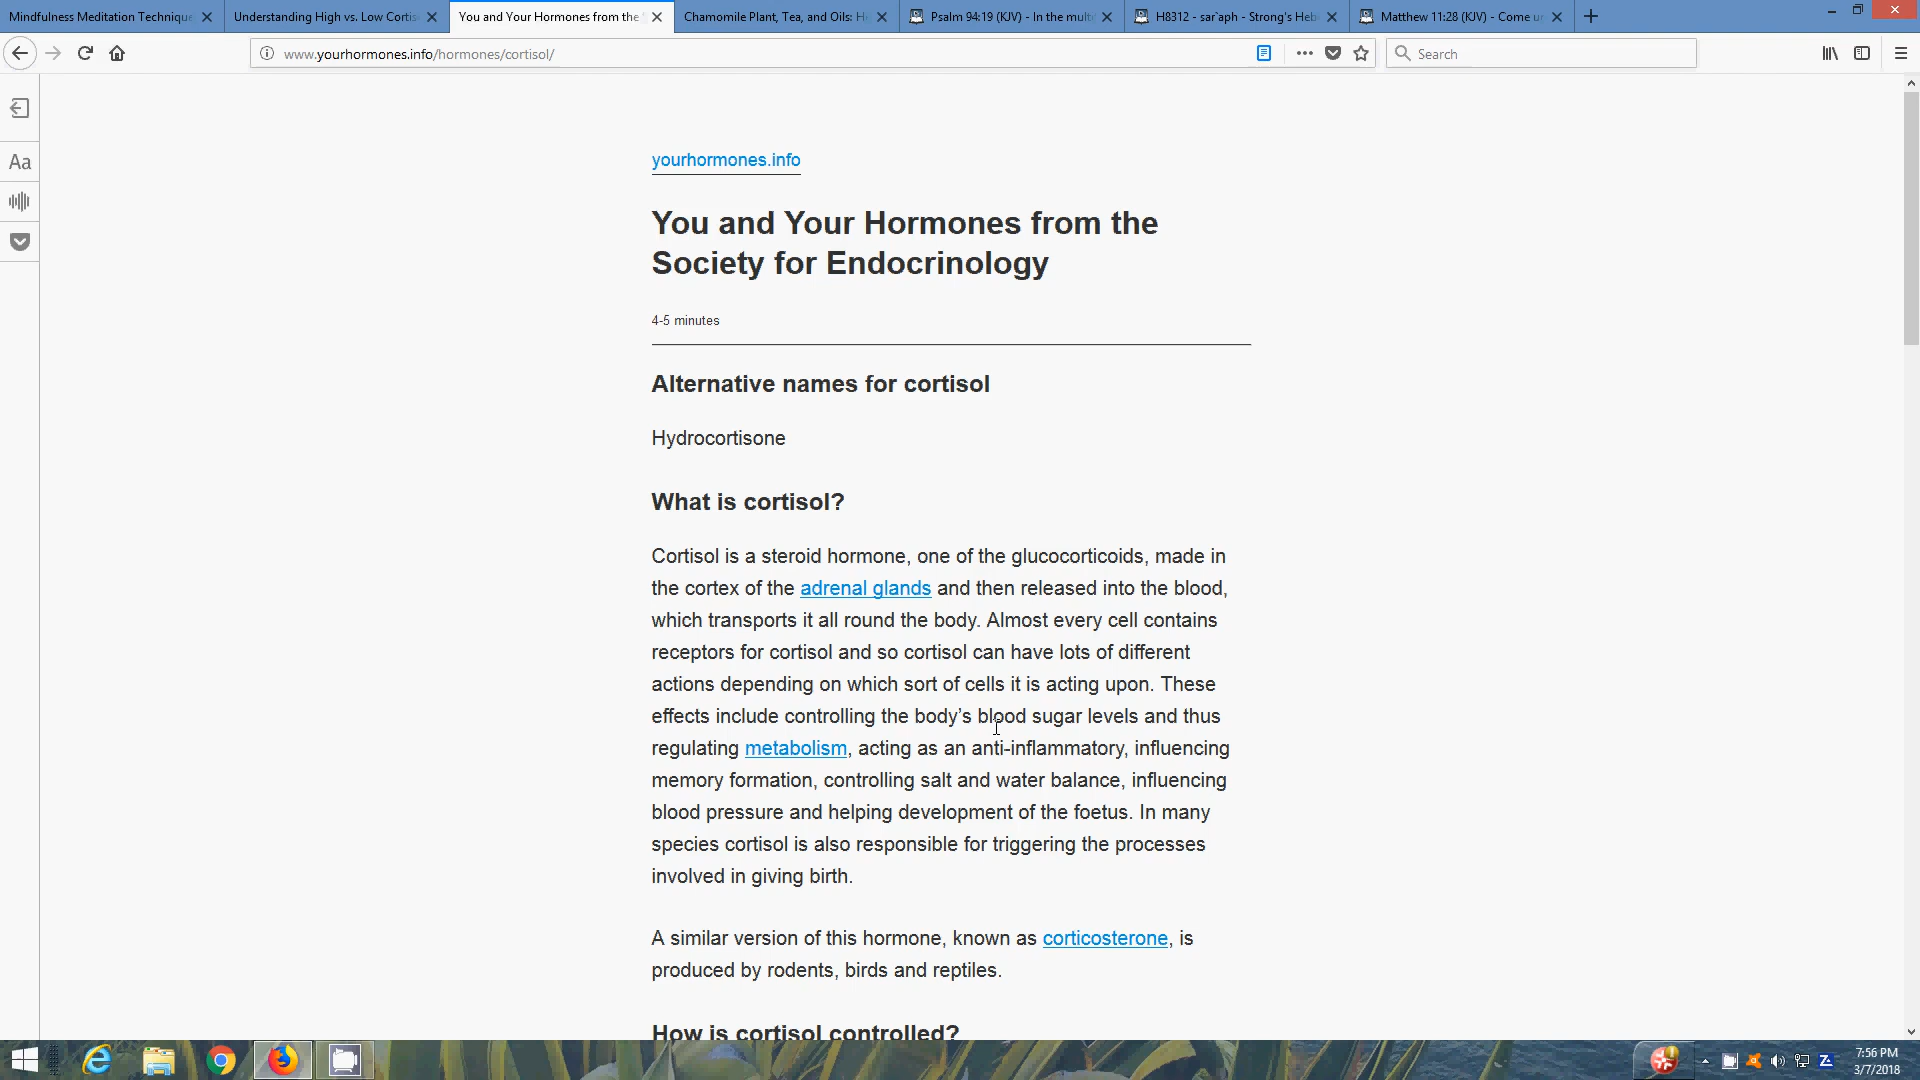 Mindfulness Meditation Technique
Understanding High vs. Low Cortis
You and Your Hormones from the
Chamomile Plant, Tea, and Oils: H
Psalm 94:19 (KJV) - In the mult
H8312 - sar`aph - Strong's Heb
Matthew 11:28 (KJV) - Come u
www.yourhormones.info/hormones/cortisol/
Search
Aa
yourhormones.info
You and Your Hormones from the
Society for Endocrinology
4-5 minutes
Alternative names for cortisol
Hydrocortisone
What is cortisol?
Cortisol is a steroid hormone, one of the glucocorticoids, made in
the cortex of the adrenal glands and then released into the blood,
which transports it all round the body. Almost every cell contains
receptors for cortisol and so cortisol can have lots of different
actions depending on which sort of cells it is acting upon. These
effects include controlling the body’s blood sugar levels and thus
regulating metabolism, acting as an anti-inflammatory, influencing
memory formation, controlling salt and water balance, influencing
blood pressure and helping development of the foetus. In many
species cortisol is also responsible for triggering the processes
involved in giving birth.
A similar version of this hormone, known as corticosterone, is
produced by rodents, birds and reptiles.
How is cortisol controlled?
7:56 PM
3/7/2018